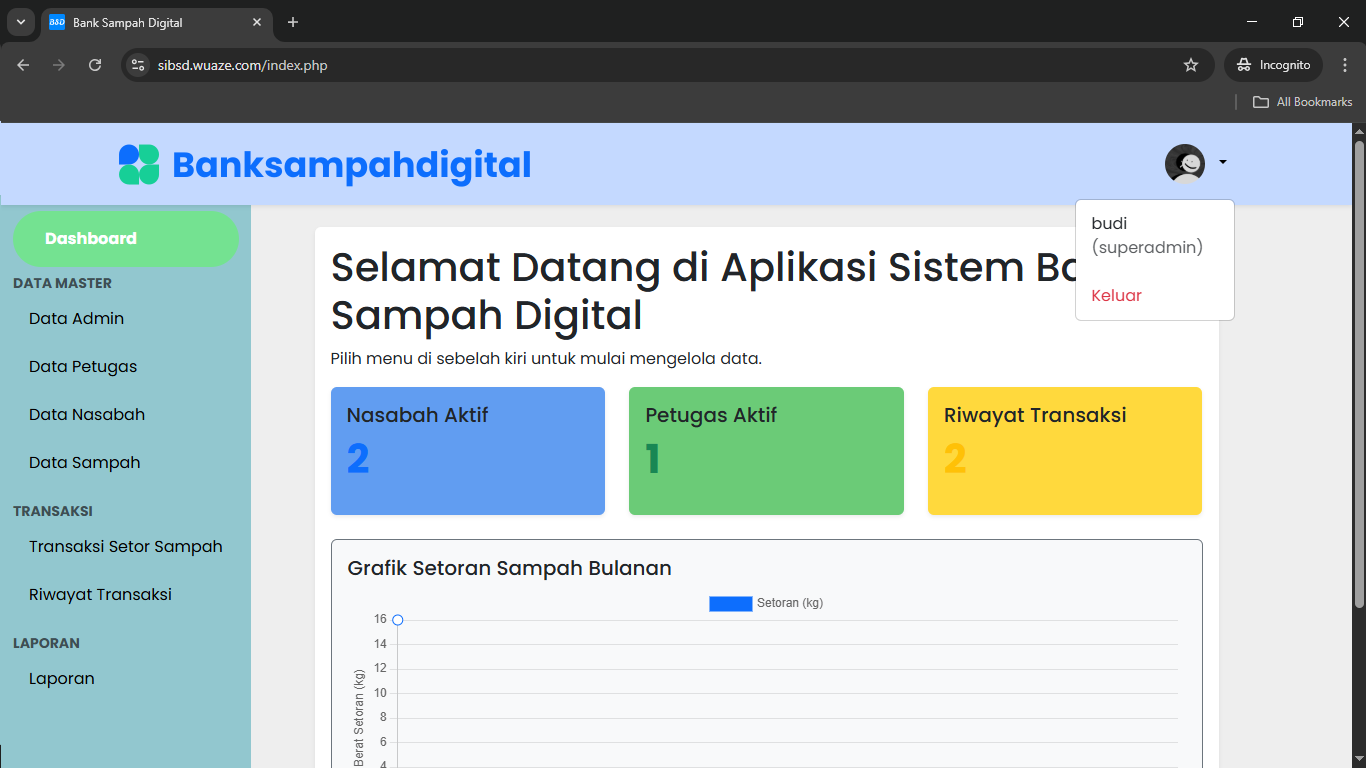 BSD Bank Sampah Digital
sibsd.wuaze.com/index.php
Incognito
All Bookmarks
Banksampahdigital
budi
(superadmin)
Keluar
Dashboard
DATA MASTER
Data Admin
Data Petugas
Data Nasabah
Data Sampah
TRANSAKSI
Transaksi Setor Sampah
Riwayat Transaksi
LAPORAN
Laporan
Selamat Datang di Aplikasi Sistem
Sampah Digital
Pilih menu di sebelah kiri untuk mulai mengelola data.
Nasabah Aktif
2
Petugas Aktif
1
Riwayat Transaksi
2
Grafik Setoran Sampah Bulanan
Setoran (kg)
16
14
12
10
8
6
4
Berat Setoran (kg)